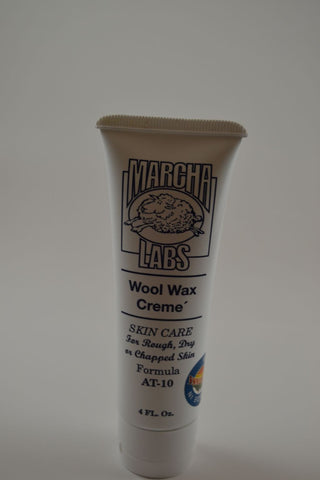 MARCHA
LABS
Wool Wax
Creme´
SKIN CARE
For Rough, Dry
or Chapped Skin
Formula
AT-10
4 FL. Oz.